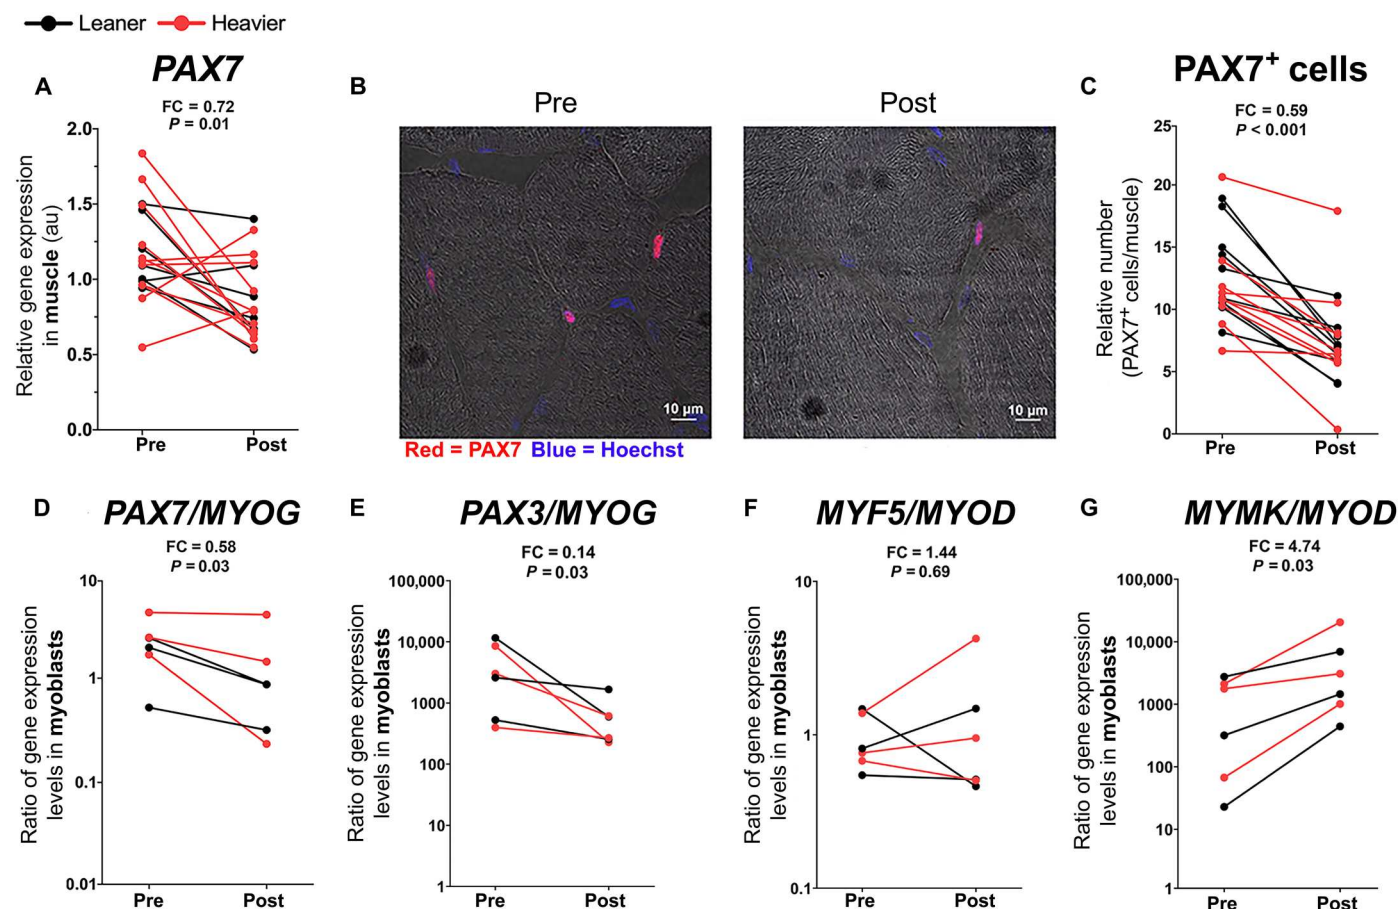 Leaner Heavier
A
PAX7
FC = 0.72
P = 0.01
2.0
1.5
1.0
0.5
0.0
Relative gene expression
in muscle (au)
Pre Post
B
Pre
Post
10 µm
10 µm
Red = PAX7 Blue = Hoechst
C
PAX7+ cells
FC = 0.59
P < 0.001
25
20
15
10
5
0
Relative number
(PAX7+ cells/muscle)
Pre Post
D
PAX7/MYOG
FC = 0.58
P = 0.03
10
1
0.1
0.01
Ratio of gene expression
levels in myoblasts
Pre Post
E
PAX3/MYOG
FC = 0.14
P = 0.03
100,000
10,000
1000
100
10
1
Ratio of gene expression
levels in myoblasts
Pre Post
F
MYF5/MYOD
FC = 1.44
P = 0.69
10
1
0.1
Ratio of gene expression
levels in myoblasts
Pre Post
G
MYMK/MYOD
FC = 4.74
P = 0.03
100,000
10,000
1000
100
10
1
Ratio of gene expression
levels in myoblasts
Pre Post